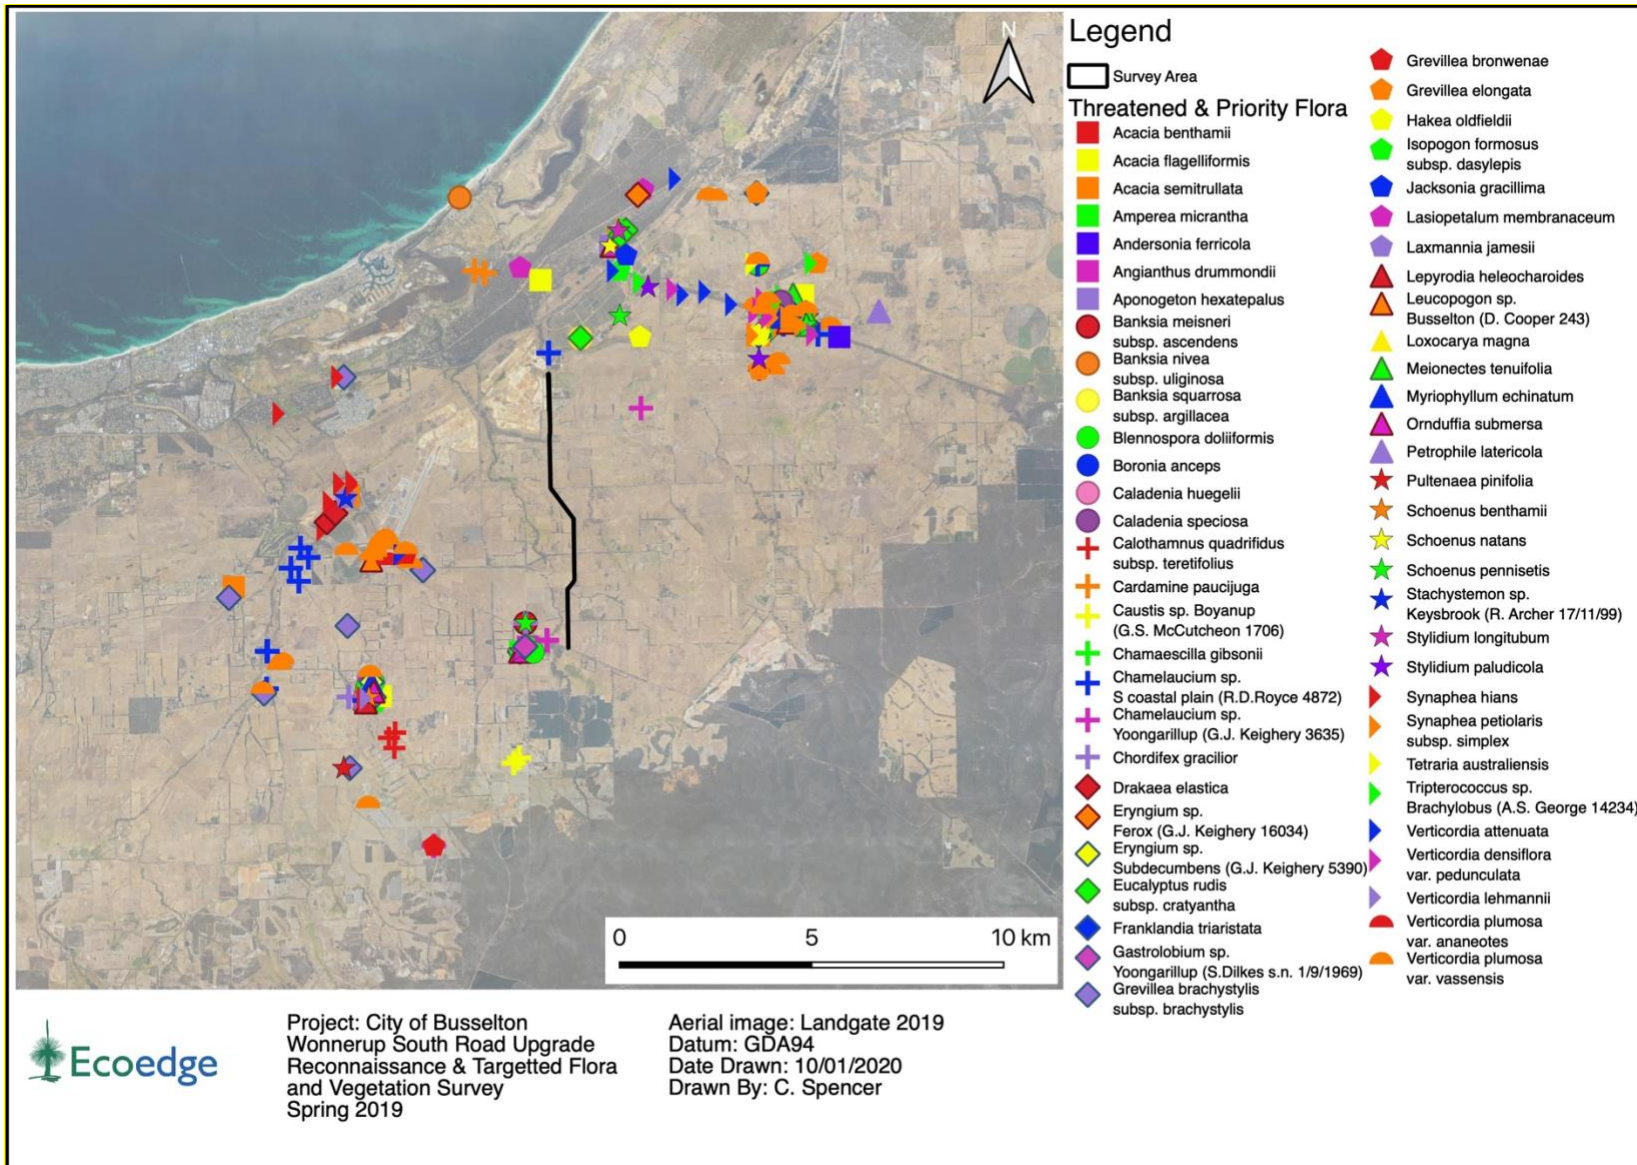 N
Legend
Survey Area
Threatened & Priority Flora
Acacia benthamii
Acacia flagelliformis
Acacia semitrullata
Amperea micrantha
Andersonia ferricola
Angianthus drummondii
Aponogeton hexatepalus
Banksia meisneri
subsp. ascendens
Banksia nivea
subsp. uliginosa
Banksia squarrosa
subsp. argillacea
Blennospora doliiformis
Boronia anceps
Caladenia huegelii
Caladenia speciosa
Calothamnus quadrifidus
subsp. teretifolius
Cardamine paucijuga
Caustis sp. Boyanup
(G.S. McCutcheon 1706)
Chamaescilla gibsonii
Chamelaucium sp.
S coastal plain (R.D.Royce 4872)
Chamelaucium sp.
Yoongarillup (G.J. Keighery 3635)
Chordifex gracilior
Drakaea elastica
Eryngium sp.
Ferox (G.J. Keighery 16034)
Eryngium sp.
Subdecumbens (G.J. Keighery 5390)
Eucalyptus rudis
subsp. cratyantha
Franklandia triaristata
Gastrolobium sp.
Yoongarillup (S.Dilkes s.n. 1/9/1969)
Grevillea brachystylis
subsp. brachystylis
Grevillea bronwenae
Grevillea elongata
Hakea oldfieldii
Isopogon formosus
subsp. dasylepis
Jacksonia gracillima
Lasiopetalum membranaceum
Laxmannia jamesii
Lepyrodia heleocharoides
Leucopogon sp.
Busselton (D. Cooper 243)
Loxocarya magna
Meionectes tenuifolia
Myriophyllum echinatum
Ornduffia submersa
Petrophile latericola
Pultenaea pinifolia
Schoenus benthamii
Schoenus natans
Schoenus pennisetis
Stachystemon sp.
Keysbrook (R. Archer 17/11/99)
Stylidium longitubum
Stylidium paludicola
Synaphea hians
Synaphea petiolaris
subsp. simplex
Tetraria australiensis
Tripterococcus sp.
Brachylobus (A.S. George 14234)
Verticordia attenuata
Verticordia densiflora
var. pedunculata
Verticordia lehmannii
Verticordia plumosa
var. ananeotes
Verticordia plumosa
var. vassensis
0 5 10 km
Ecoedge
Project: City of Busselton
Wonnerup South Road Upgrade
Reconnaissance & Targetted Flora
and Vegetation Survey
Spring 2019
Aerial image: Landgate 2019
Datum: GDA94
Date Drawn: 10/01/2020
Drawn By: C. Spencer